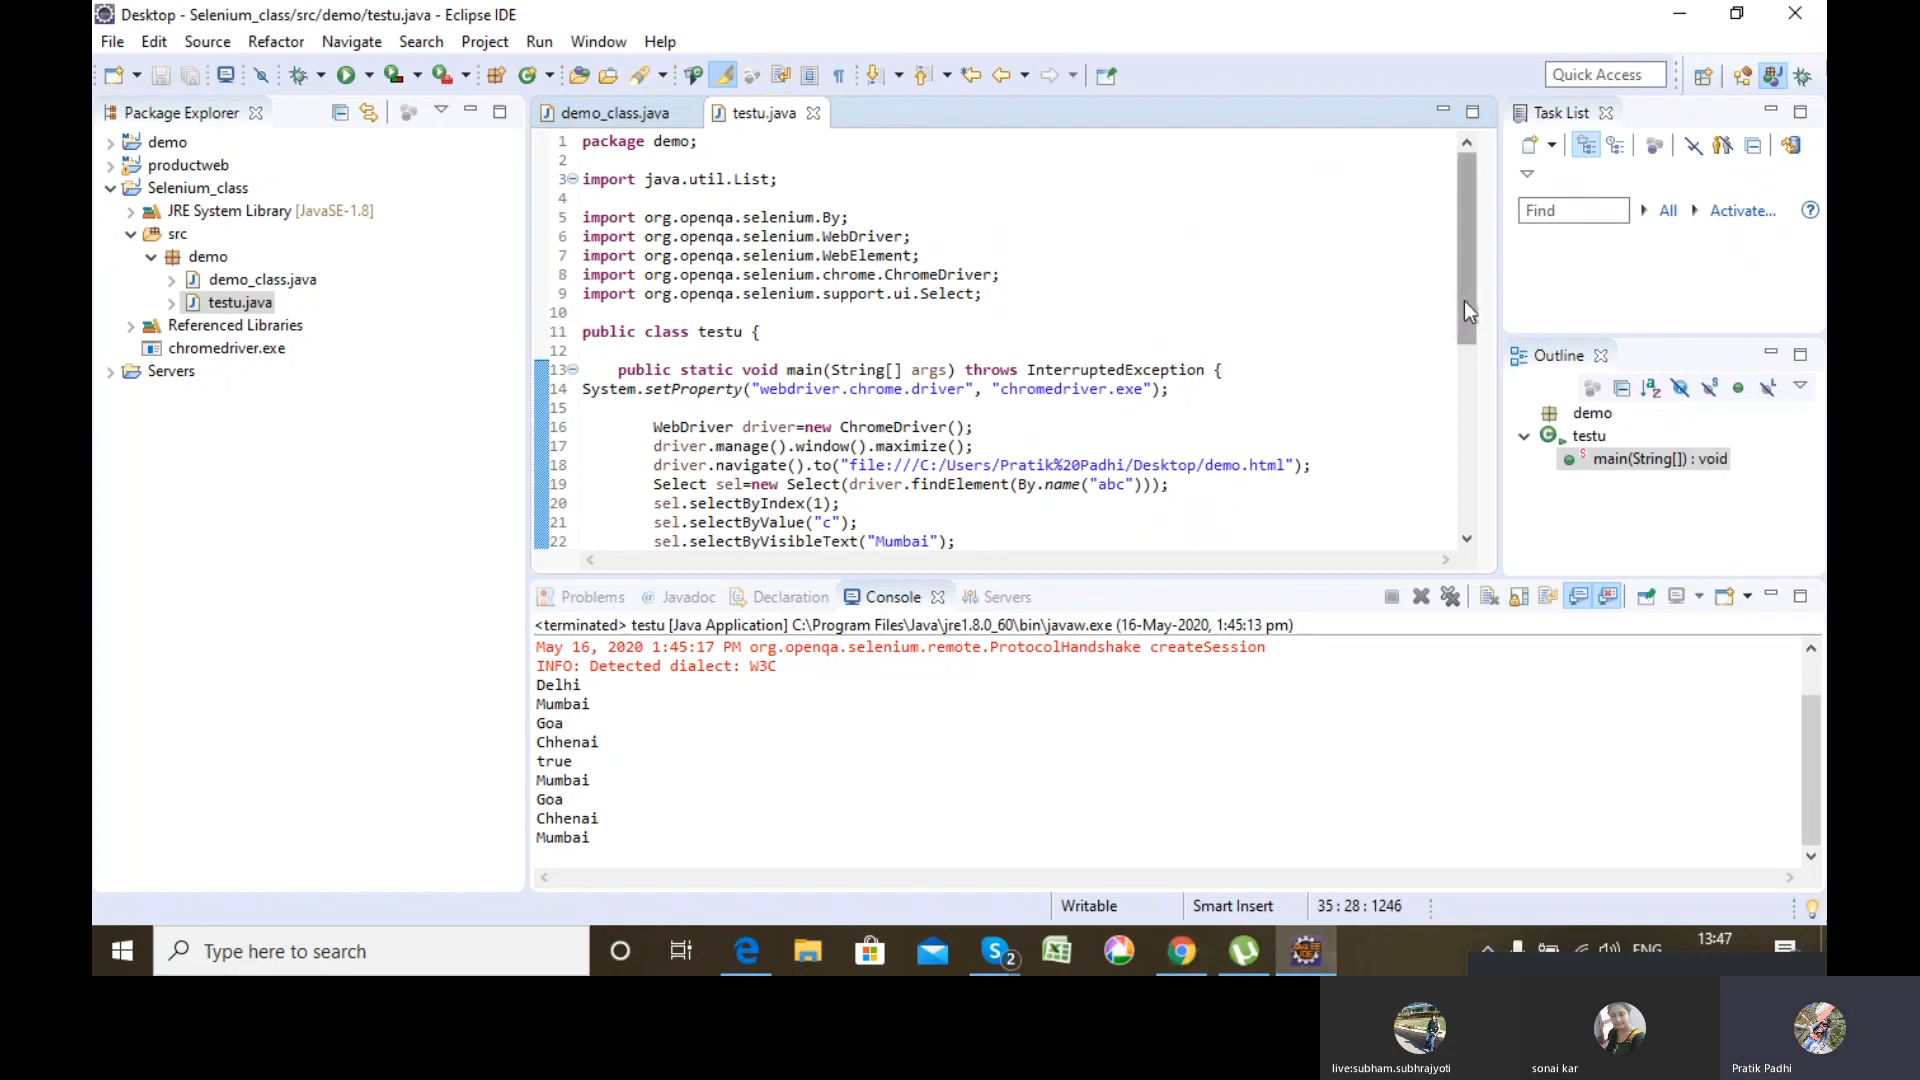 Desktop - Selenium_class/src/demo/testu.java - Eclipse IDE
File Edit Source Refactor Navigate Search Project Run Window Help
Quick Access
Package Explorer
demo
productweb
Selenium_class
JRE System Library [JavaSE-1.8]
src
demo
demo_class.java
testu.java
Referenced Libraries
chromedriver.exe
Servers
demo_class.java testu.java
1 package demo;
2
3 import java.util.List;
4
5 import org.openqa.selenium.By;
6 import org.openqa.selenium.WebDriver;
7 import org.openqa.selenium.WebElement;
8 import org.openqa.selenium.chrome.ChromeDriver;
9 import org.openqa.selenium.support.ui.Select;
10
11 public class testu {
12
13 public static void main(String[] args) throws InterruptedException {
14 System.setProperty("webdriver.chrome.driver", "chromedriver.exe");
15
16 WebDriver driver=new ChromeDriver();
17 driver.manage().window().maximize();
18 driver.navigate().to("file:///C:/Users/Pratik%20Padhi/Desktop/demo.html");
19 Select sel=new Select(driver.findElement(By.name("abc")));
20 sel.selectByIndex(1);
21 sel.selectByValue("c");
22 sel.selectByVisibleText("Mumbai");
Task List
Find All Activate...
Outline
demo
testu
main(String[]) : void
Problems Javadoc Declaration Console Servers
<terminated> testu [Java Application] C:\Program Files\Java\jre1.8.0_60\bin\javaw.exe (16-May-2020, 1:45:13 pm)
May 16, 2020 1:45:17 PM org.openqa.selenium.remote.ProtocolHandshake createSession
INFO: Detected dialect: W3C
Delhi
Mumbai
Goa
Chhenai
true
Mumbai
Goa
Chhenai
Mumbai
Writable Smart Insert 35 : 28 : 1246
Type here to search
2
ENG
13:47
live:subham.subhrajyoti
sonai kar
Pratik Padhi